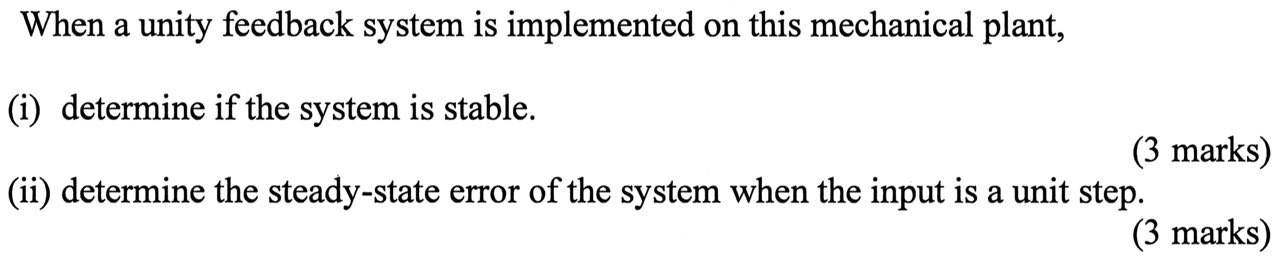 When a unity feedback system is implemented on this mechanical plant,
(i) determine if the system is stable.
(3 marks)
(ii) determine the steady-state error of the system when the input is a unit step.
(3 marks)